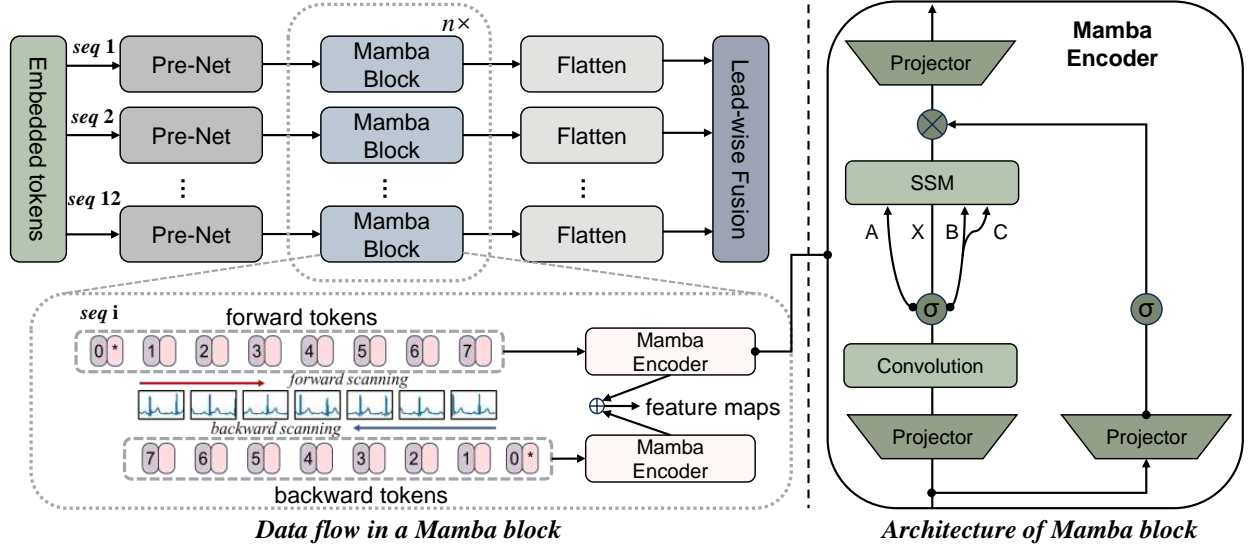 n×
Embedded tokens
seq 1
Pre-Net
Mamba
Block
Flatten
Lead-wise Fusion
seq 2
Pre-Net
Mamba
Block
Flatten
...
...
...
seq 12
Pre-Net
Mamba
Block
Flatten
seq i
forward tokens
0 * 1 2 3 4 5 6 7
Mamba
Encoder
forward scanning
feature maps
backward scanning
7 6 5 4 3 2 1 0 *
Mamba
Encoder
backward tokens
Data flow in a Mamba block
Mamba
Encoder
Projector
SSM
A X B C
σ
σ
Convolution
Projector
Projector
Architecture of Mamba block